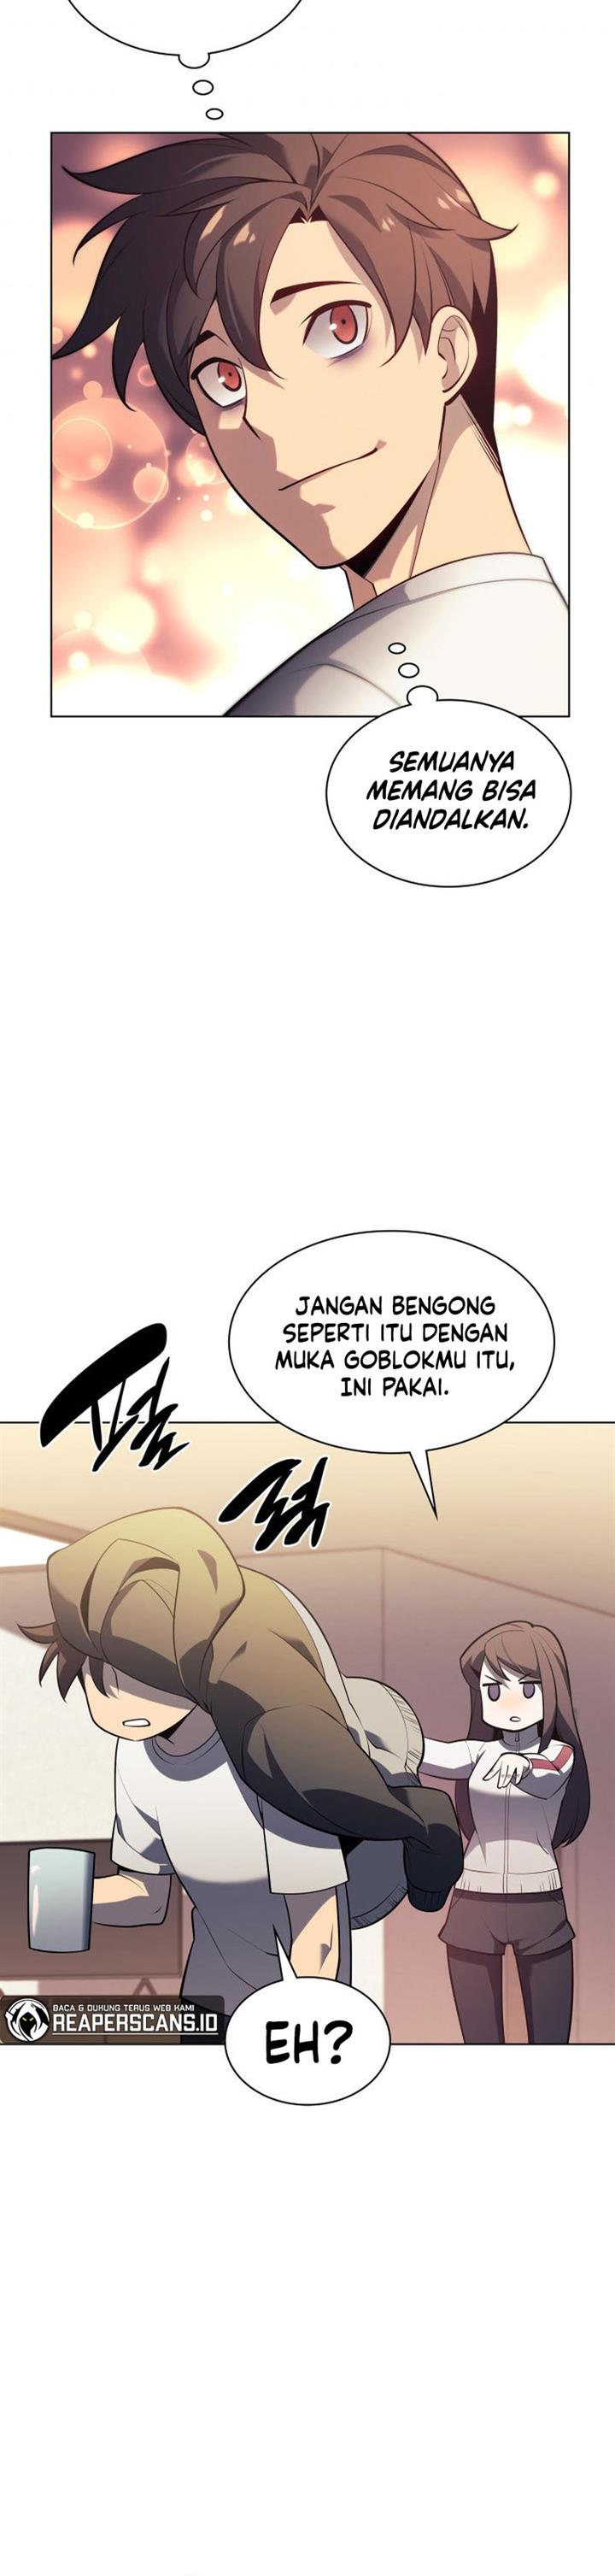 SEMUANYA
MEMANG BISA
DIANDALKAN.
JANGAN BENGONG
SEPERTI ITU DENGAN
MUKA GOBLOKMU ITU,
INI PAKAI.
BACA & DUKUNG TERUS WEB KAMI
REAPERSCANS.ID
EH?